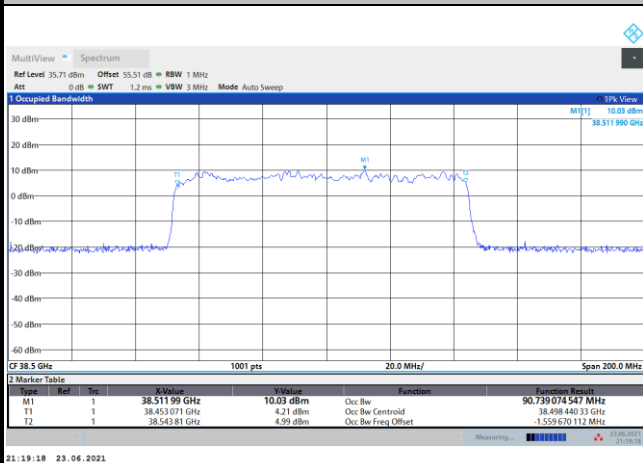 MultiView Spectrum
Ref Level 35.71 dBm Offset 55.51 dB RBW 1 MHz
Att 0 dB SWT 1.2 ms VBW 3 MHz Mode Auto Sweep
1 Occupied Bandwidth 1Pk View
M1[1] 10.03 dBm
38.511 990 GHz
30 dBm
20 dBm
M1
10 dBm
T1 T2
0 dBm
-10 dBm
-20 dBm
-30 dBm
-40 dBm
-50 dBm
-60 dBm
CF 38.5 GHz 1001 pts 20.0 MHz/ Span 200.0 MHz
2 Marker Table
Type Ref Trc X-Value Y-Value Function Function Result
M1 1 38.511 99 GHz 10.03 dBm Occ Bw 90.739 074 547 MHz
T1 1 38.453 071 GHz 4.21 dBm Occ Bw Centroid 38.498 440 33 GHz
T2 1 38.543 81 GHz 4.99 dBm Occ Bw Freq Offset -1.559 670 112 MHz
Measuring... 23.06.2021
21:19:18
21:19:18 23.06.2021